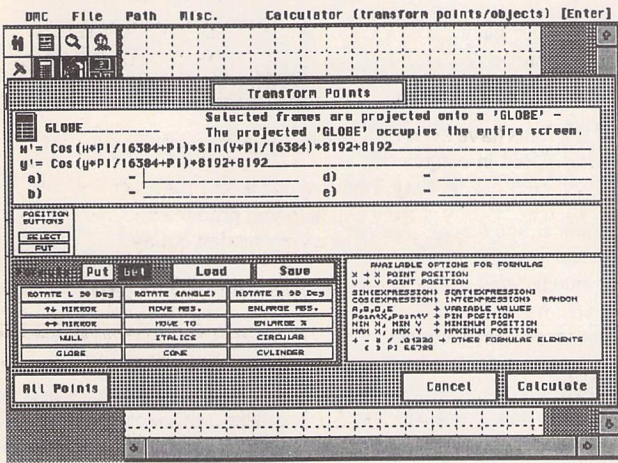 DMC File Path Misc. Calculator (transform points/objects) [Enter]
Transform Points
GLOBE
Selected frames are projected onto a 'GLOBE' -
The projected 'GLOBE' occupies the entire screen.
x'= Cos(x*PI/16384+PI)*Sin(Y*PI/16384)*8192+8192
y'= Cos(y*PI/16384+PI)*8192+8192
a) = d) =
b) = e) =
POSITION
BUTTONS
SELECT
PUT
Put Get Load Save
ROTATE L 90 Deg ROTATE (ANGLE) ROTATE R 90 Deg
↑↓ MIRROR MOVE ABS. ENLARGE ABS.
↔ MIRROR MOVE TO ENLARGE %
NULL ITALICS CIRCULAR
GLOBE CONE CYLINDER
AVAILABLE OPTIONS FOR FORMULAS
X → X POINT POSITION
Y → Y POINT POSITION
SIN(EXPRESSION) SQRT(EXPRESSION)
COS(EXPRESSION) INT(EXPRESSION) RANDOM
A,B,D,E → VARIABLE VALUES
PointX,PointY → PIN POSITION
MIN X, MIN Y → MINIMUM POSITION
MAX X, MAX Y → MAXIMUM POSITION
→ OTHER FORMULAE ELEMENTS
All Points Cancel Calculate